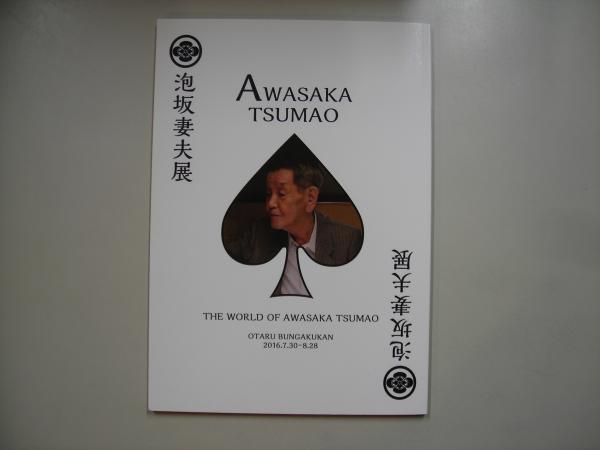 泡坂妻夫展
AWASAKA
TSUMAO
THE WORLD OF AWASAKA TSUMAO
OTARU BUNGAKUKAN
2016.7.30-8.28
泡坂妻夫展